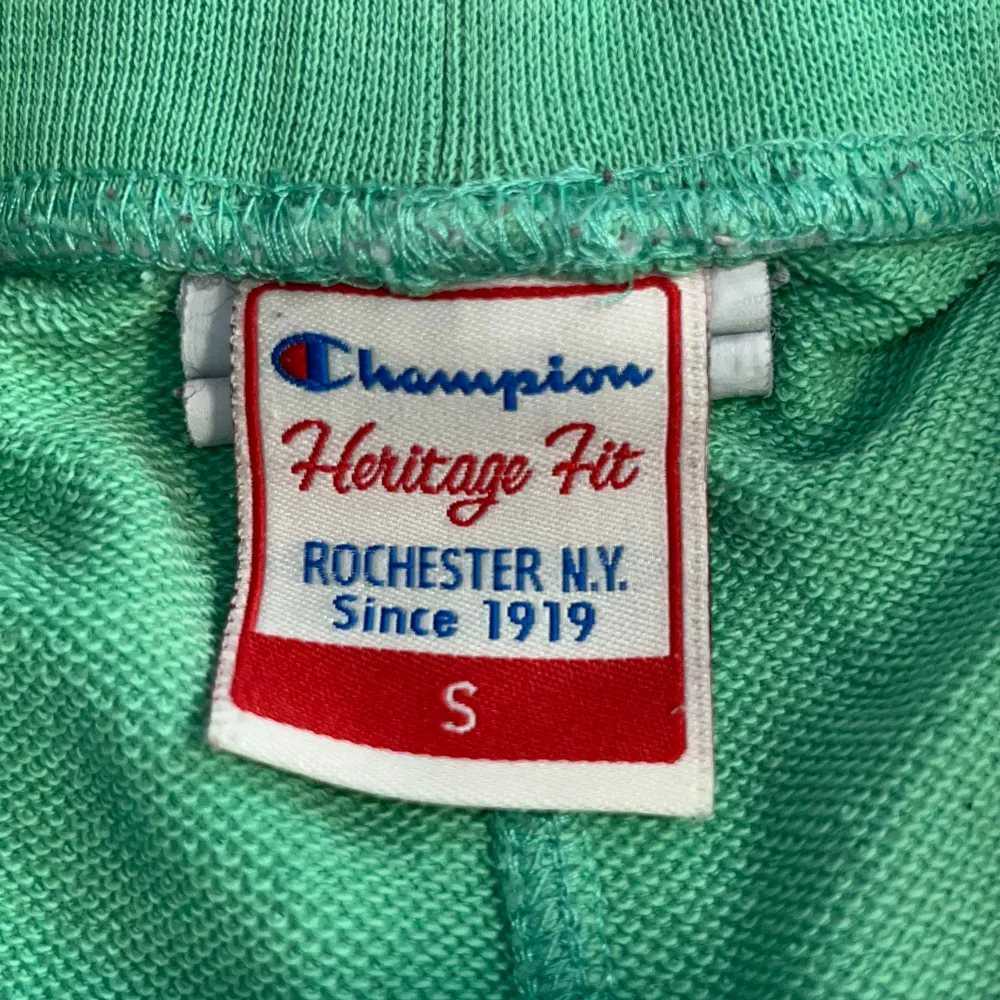 Champion
Heritage Fit
ROCHESTER N.Y.
Since 1919
S